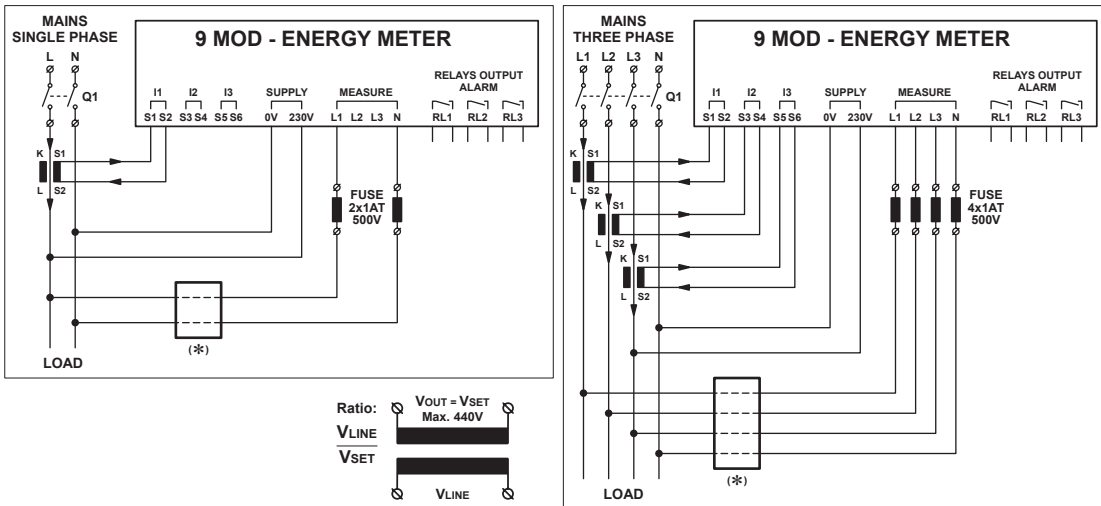 MAINS
SINGLE PHASE
L N
Q1
9 MOD - ENERGY METER
RELAYS OUTPUT
ALARM
I1 I2 I3 SUPPLY MEASURE
S1 S2 S3 S4 S5 S6 0V 230V L1 L2 L3 N RL1 RL2 RL3
K S1
L S2
FUSE
2x1AT
500V
(*)
LOAD
Ratio:
VLINE
VSET
VOUT = VSET
Max. 440V
VLINE
MAINS
THREE PHASE
L1 L2 L3 N
Q1
9 MOD - ENERGY METER
RELAYS OUTPUT
ALARM
I1 I2 I3 SUPPLY MEASURE
S1 S2 S3 S4 S5 S6 0V 230V L1 L2 L3 N RL1 RL2 RL3
K S1
L S2
K S1
L S2
K S1
L S2
FUSE
4x1AT
500V
(*)
LOAD